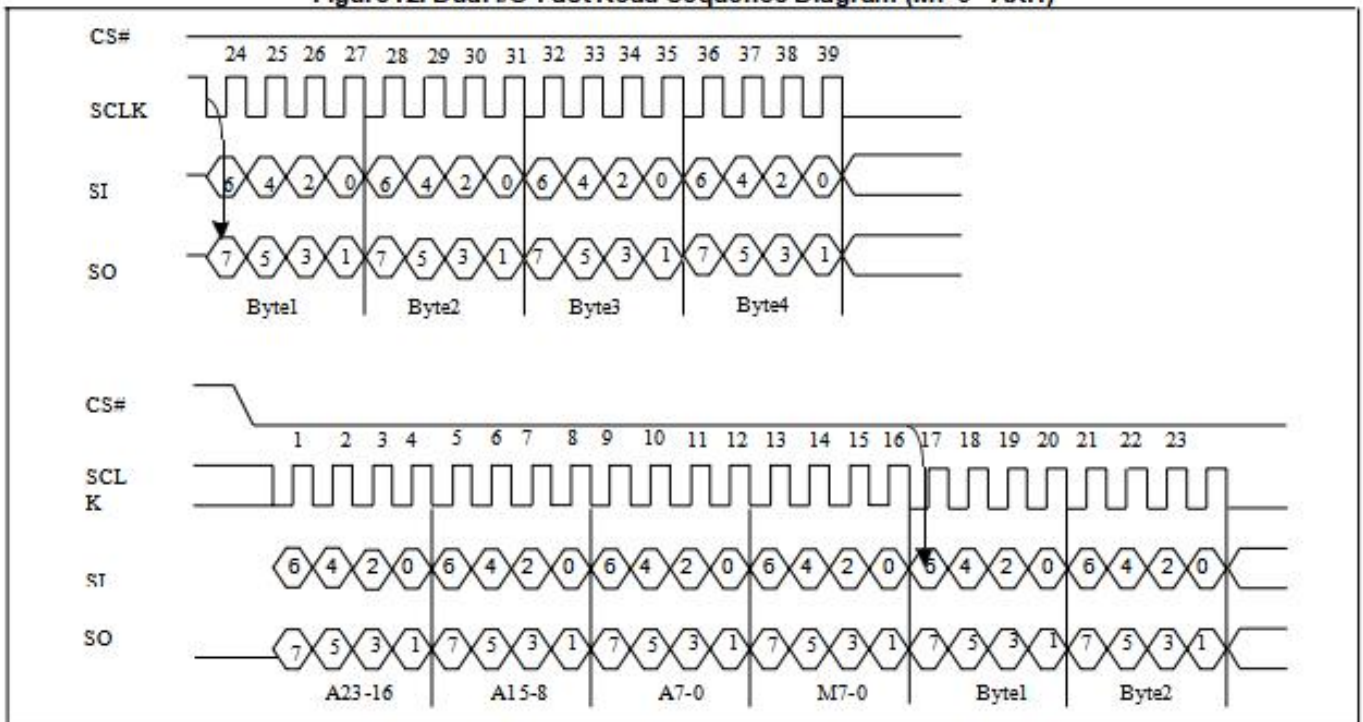 CS#
24 25 26 27 28 29 30 31 32 33 34 35 36 37 38 39
SCLK
SI 6 4 2 0 6 4 2 0 6 4 2 0 6 4 2 0
SO 7 5 3 1 7 5 3 1 7 5 3 1 7 5 3 1
Byte1 Byte2 Byte3 Byte4
CS#
1 2 3 4 5 6 7 8 9 10 11 12 13 14 15 16 17 18 19 20 21 22 23
SCL
K
SI 6 4 2 0 6 4 2 0 6 4 2 0 6 4 2 0 6 4 2 0 6 4 2 0
SO 7 5 3 1 7 5 3 1 7 5 3 1 7 5 3 1 7 5 3 1 7 5 3 1
A23-16 A15-8 A7-0 M7-0 Byte1 Byte2